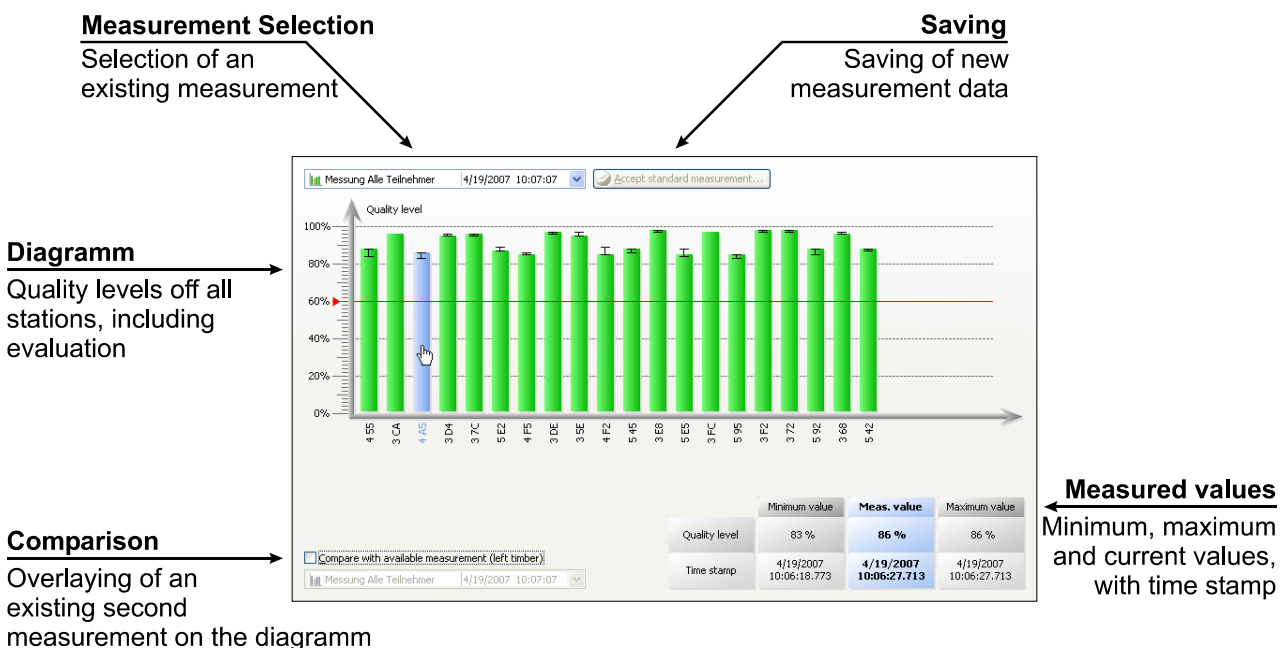 Measurement Selection
Selection of an
existing measurement
Saving
Saving of new
measurement data
Messung Alle Teilnehmer 4/19/2007 10:07:07
Accept standard measurement...
Diagramm
Quality levels off all
stations, including
evaluation
Quality level
100%
80%
60%
40%
20%
0%
4 55
3 CA
4 A5
3 D4
3 7C
5 E2
4 F5
3 DE
3 5E
4 F2
5 45
3 E8
5 E5
3 FC
5 95
3 F2
3 72
5 92
3 68
5 42
Comparison
Overlaying of an
existing second
measurement on the diagramm
Compare with available measurement (left timber)
Messung Alle Teilnehmer 4/19/2007 10:07:07
Minimum value Meas. value Maximum value
Quality level 83 % 86 % 86 %
Time stamp 4/19/2007 4/19/2007 4/19/2007
10:06:18.773 10:06:27.713 10:06:27.713
Measured values
Minimum, maximum
and current values,
with time stamp